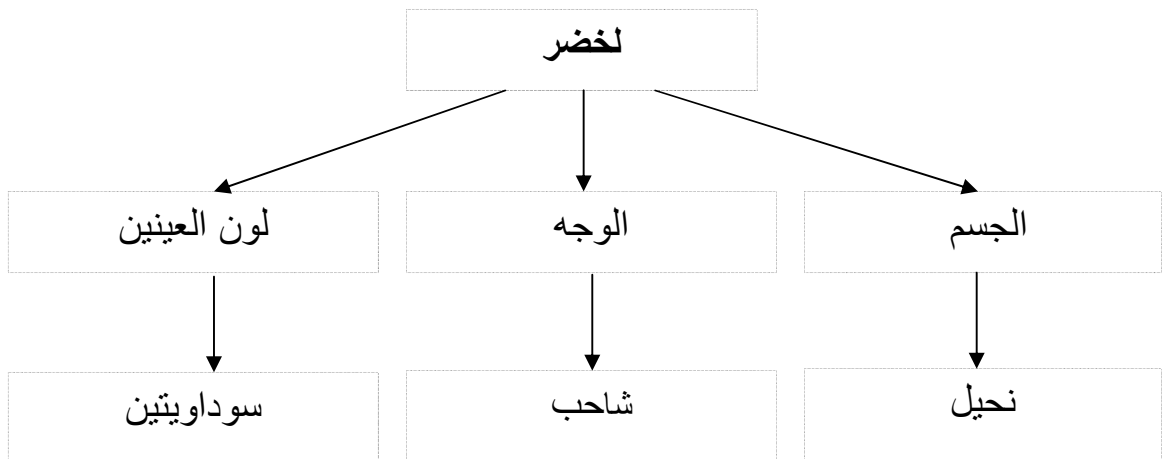 لخضر
الجسم
الوجه
لون العينين
نحيل
شاحب
سوداويتين